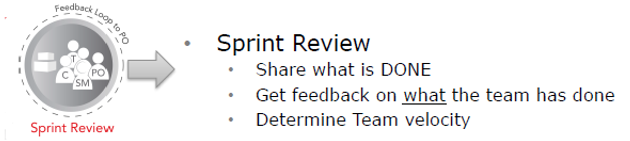 Feedback Loop to PO
T
C
PO
SM
Sprint Review
• Sprint Review
• Share what is DONE
• Get feedback on what the team has done
• Determine Team velocity